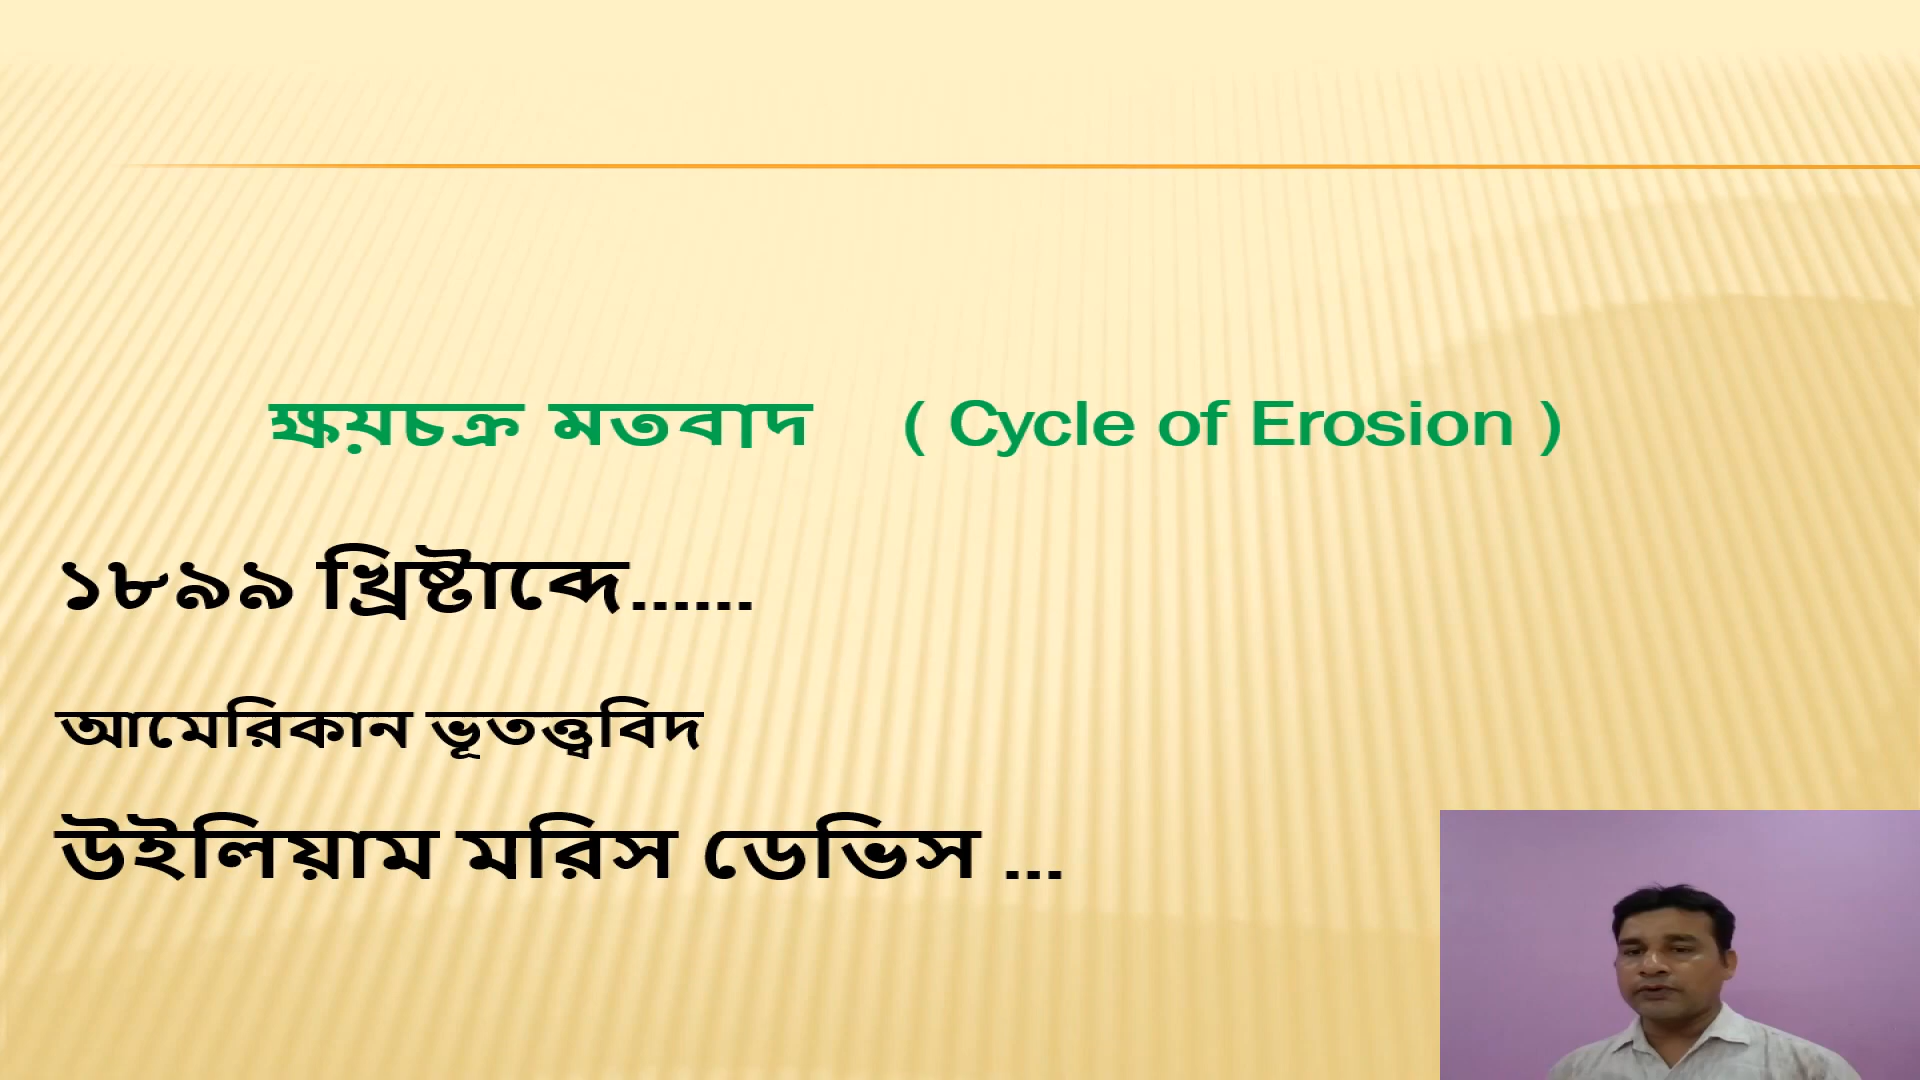 ক্ষয়চক্র মতবাদ ( Cycle of Erosion )
১৮৯৯ খ্রিষ্টাব্দে......
আমেরিকান ভূতত্ত্ববিদ
উইলিয়াম মরিস ডেভিস ...